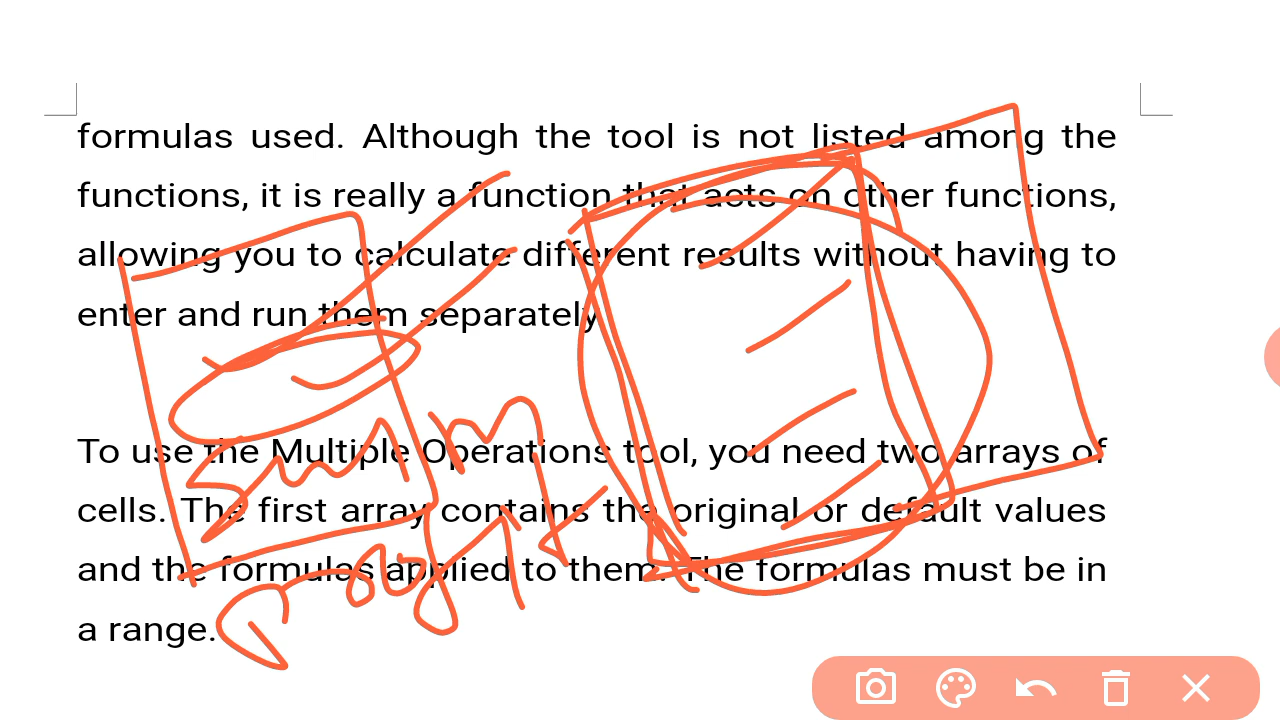 formulas used. Although the tool is not listed among the
functions, it is really a function that acts on other functions,
allowing you to calculate different results without having to
enter and run them separately
To use the Multiple Operations tool, you need two arrays of
cells. The first array contains the original or default values
and the formulas applied to them. The formulas must be in
a range.